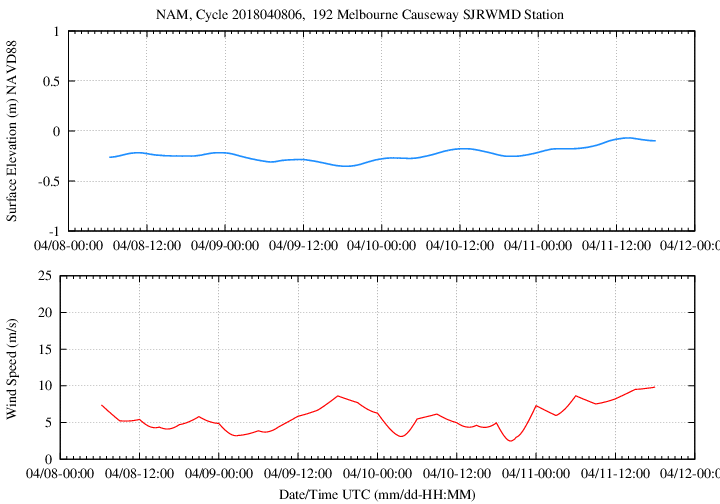 NAM, Cycle 2018040806,  192 Melbourne Causeway SJRWMD Station
Surface Elevation (m) NAVD88
1
0.5
0
-0.5
-1
04/08-00:00 04/08-12:00 04/09-00:00 04/09-12:00 04/10-00:00 04/10-12:00 04/11-00:00 04/11-12:00 04/12-0
Wind Speed (m/s)
25
20
15
10
5
0
04/08-00:00 04/08-12:00 04/09-00:00 04/09-12:00 04/10-00:00 04/10-12:00 04/11-00:00 04/11-12:00 04/12-0
Date/Time UTC (mm/dd-HH:MM)